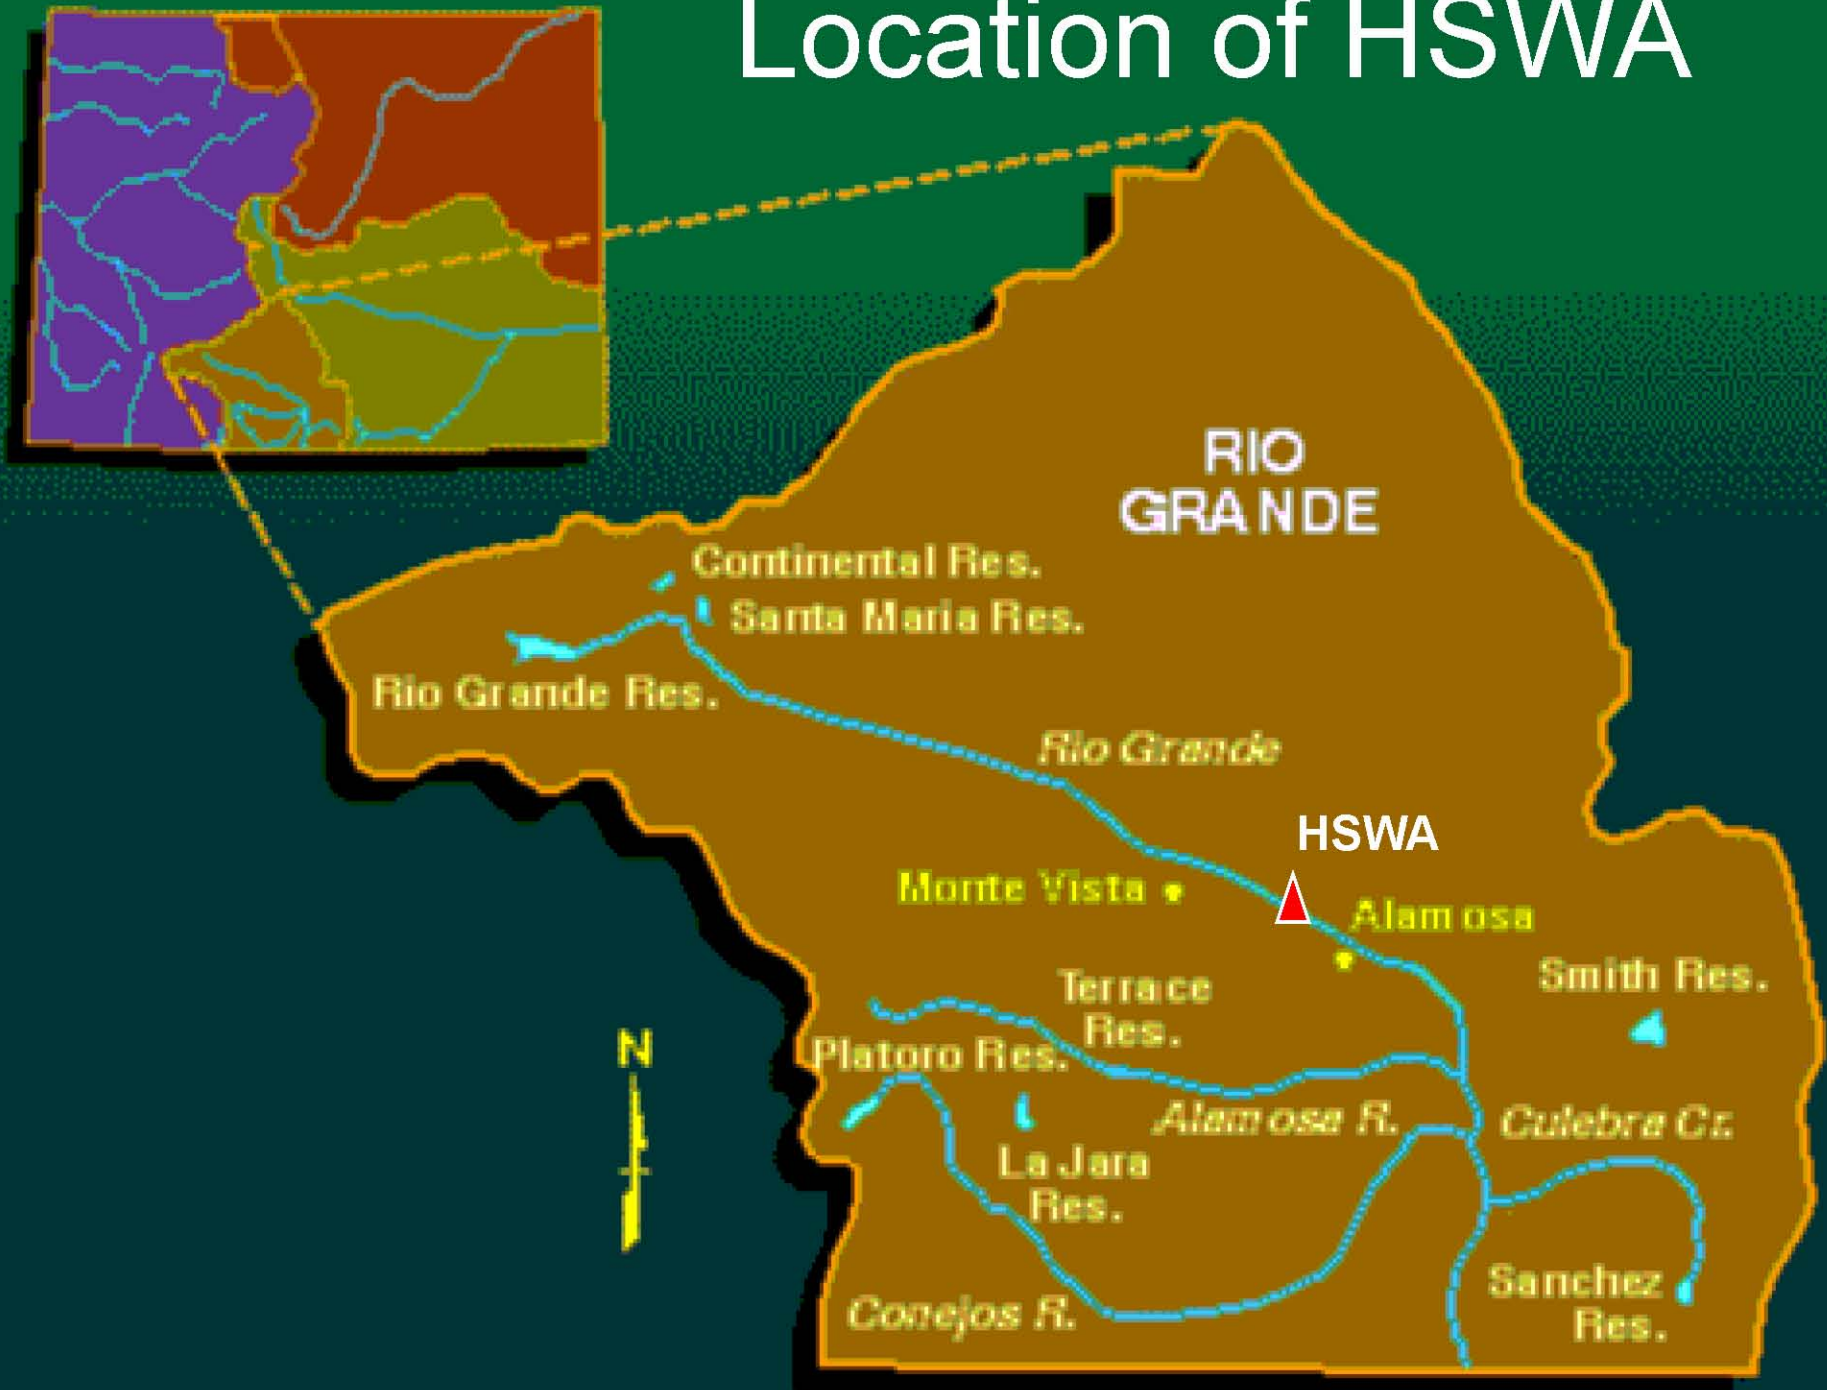 Location of HSWA
RIO
GRANDE
Continental Res.
Santa Maria Res.
Rio Grande Res.
Rio Grande
HSWA
Monte Vista
Alamosa
Smith Res.
Terrace
Res.
Platoro Res.
N
Alamosa R.
Culebra Cr.
La Jara
Res.
Sanchez
Res.
Conejos R.